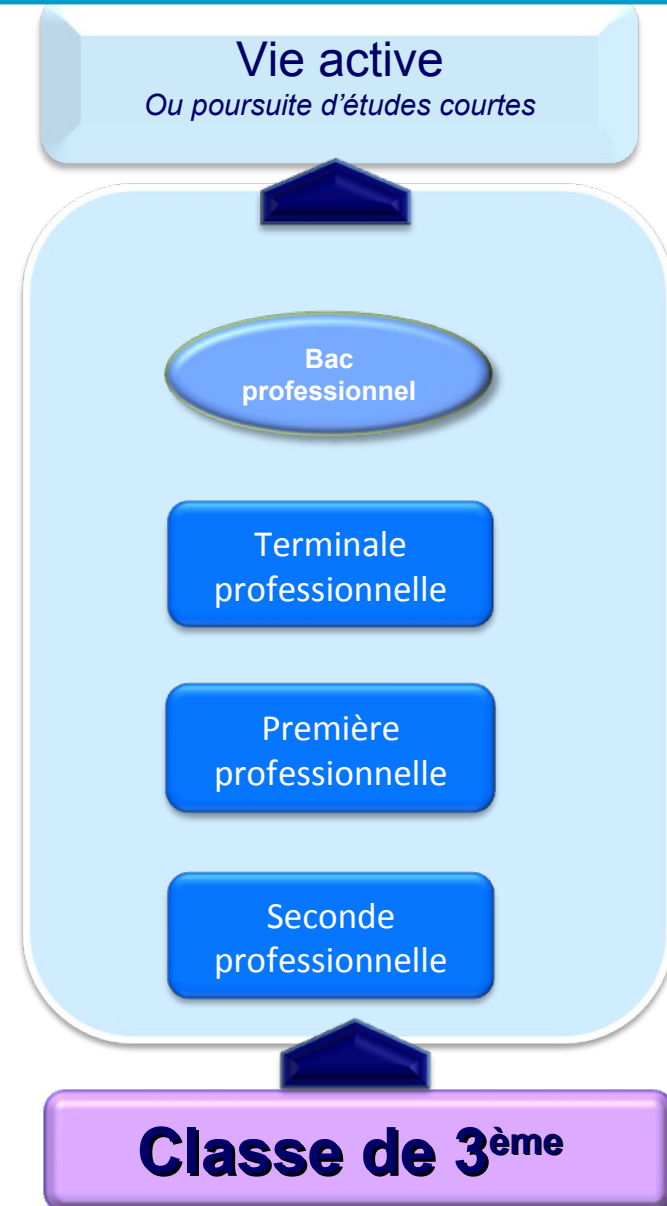 Vie active
Ou poursuite d’études courtes
Bac
professionnel
Terminale
professionnelle
Première
professionnelle
Seconde
professionnelle
Classe de 3ème